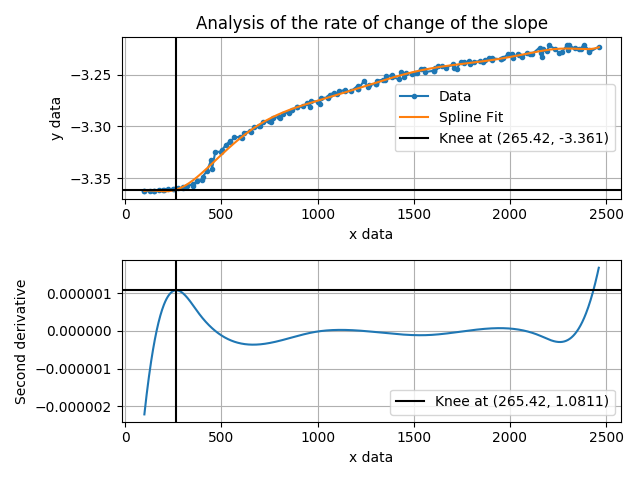 Analysis of the rate of change of the slope
y data
−3.25
−3.30
−3.35
Data
Spline Fit
Knee at (265.42, -3.361)
0 500 1000 1500 2000 2500
x data
Second derivative
0.000001
0.000000
−0.000001
−0.000002
Knee at (265.42, 1.0811)
0 500 1000 1500 2000 2500
x data